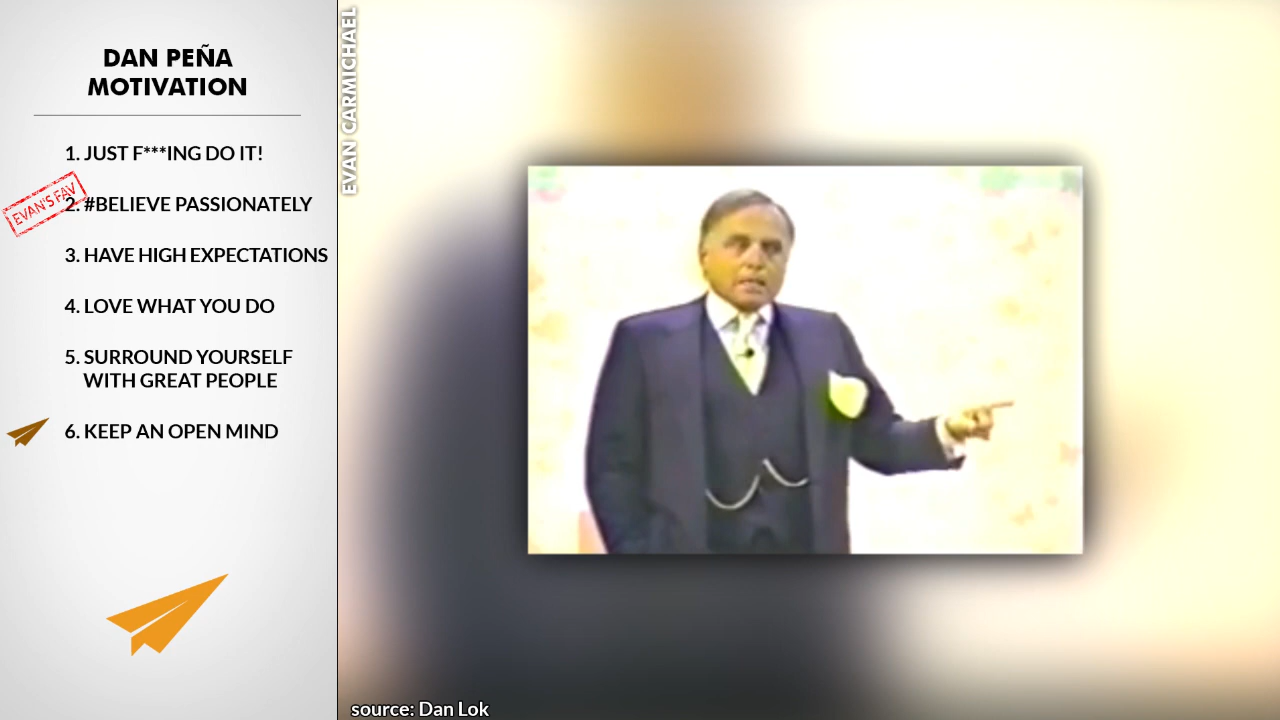 DAN PEÑA
MOTIVATION
1. JUST F***ING DO IT!
EVAN'S FAV
2. #BELIEVE PASSIONATELY
3. HAVE HIGH EXPECTATIONS
4. LOVE WHAT YOU DO
5. SURROUND YOURSELF
WITH GREAT PEOPLE
6. KEEP AN OPEN MIND
EVAN CARMICHAEL
source: Dan Lok